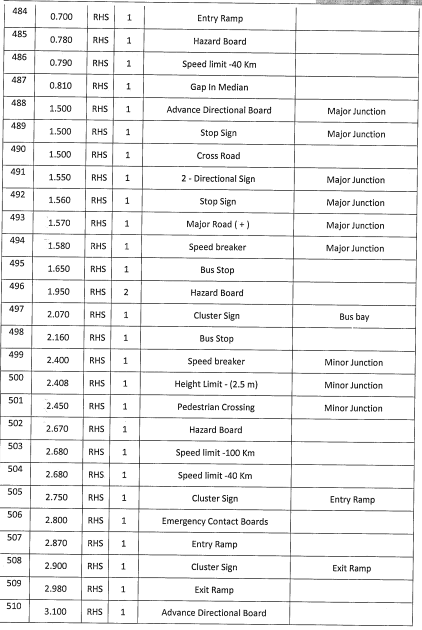 484 0.700 RHS 1 Entry Ramp
485 0.780 RHS 1 Hazard Board
486 0.790 RHS 1 Speed limit -40 Km
487 0.810 RHS 1 Gap In Median
488 1.500 RHS 1 Advance Directional Board Major Junction
489 1.500 RHS 1 Stop Sign Major Junction
490 1.500 RHS 1 Cross Road
491 1.550 RHS 1 2 - Directional Sign Major Junction
492 1.560 RHS 1 Stop Sign Major Junction
493 1.570 RHS 1 Major Road ( + ) Major Junction
494 1.580 RHS 1 Speed breaker Major Junction
495 1.650 RHS 1 Bus Stop
496 1.950 RHS 2 Hazard Board
497 2.070 RHS 1 Cluster Sign Bus bay
498 2.160 RHS 1 Bus Stop
499 2.400 RHS 1 Speed breaker Minor Junction
500 2.408 RHS 1 Height Limit - (2.5 m) Minor Junction
501 2.450 RHS 1 Pedestrian Crossing Minor Junction
502 2.670 RHS 1 Hazard Board
503 2.680 RHS 1 Speed limit -100 Km
504 2.680 RHS 1 Speed limit -40 Km
505 2.750 RHS 1 Cluster Sign Entry Ramp
506 2.800 RHS 1 Emergency Contact Boards
507 2.870 RHS 1 Entry Ramp
508 2.900 RHS 1 Cluster Sign Exit Ramp
509 2.980 RHS 1 Exit Ramp
510 3.100 RHS 1 Advance Directional Board